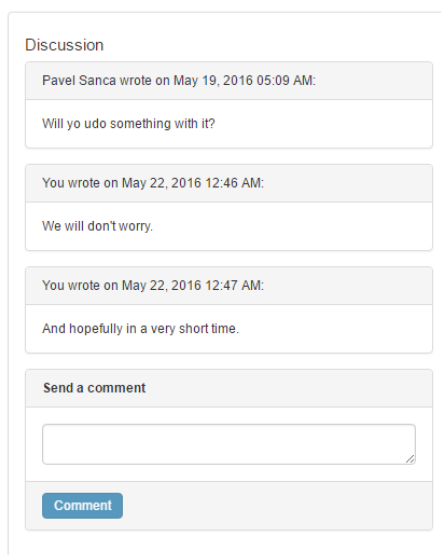 Discussion
Pavel Sanca wrote on May 19, 2016 05:09 AM:
Will yo udo something with it?
You wrote on May 22, 2016 12:46 AM:
We will don't worry.
You wrote on May 22, 2016 12:47 AM:
And hopefully in a very short time.
Send a comment
Comment